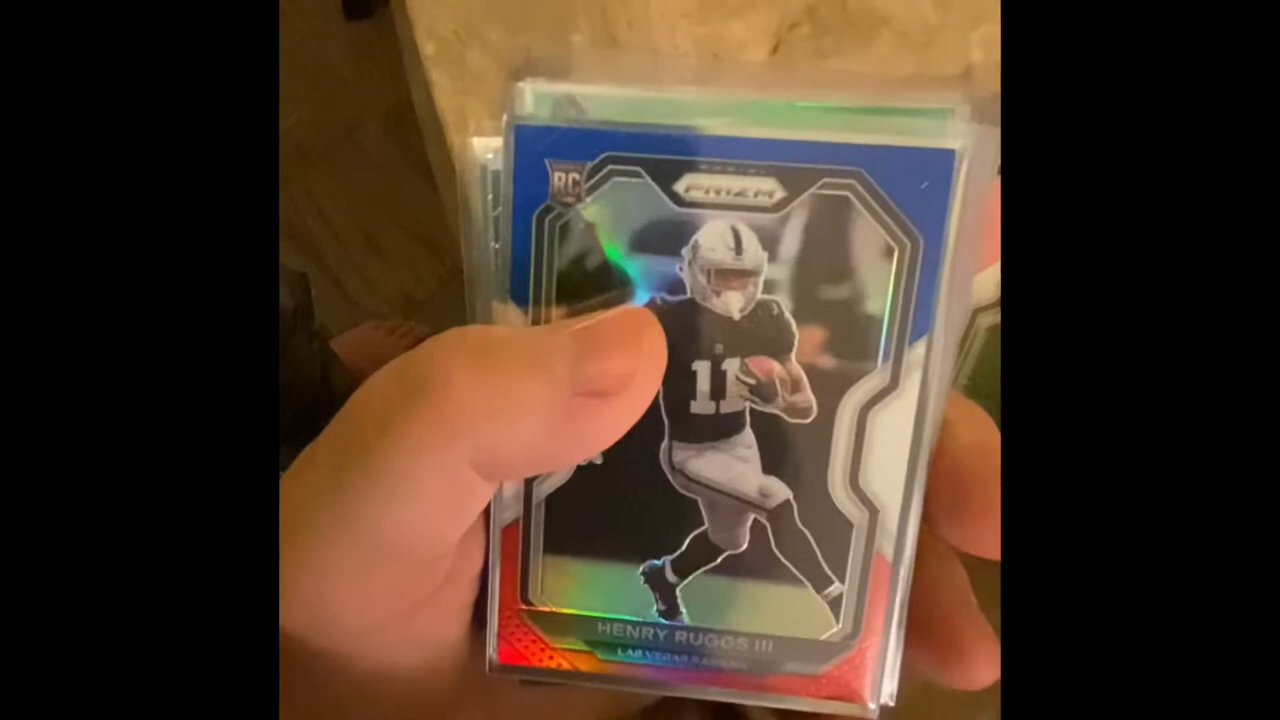 RC
PRIZM
11
HENRY RUGGS III
LAS VEGAS RAIDERS